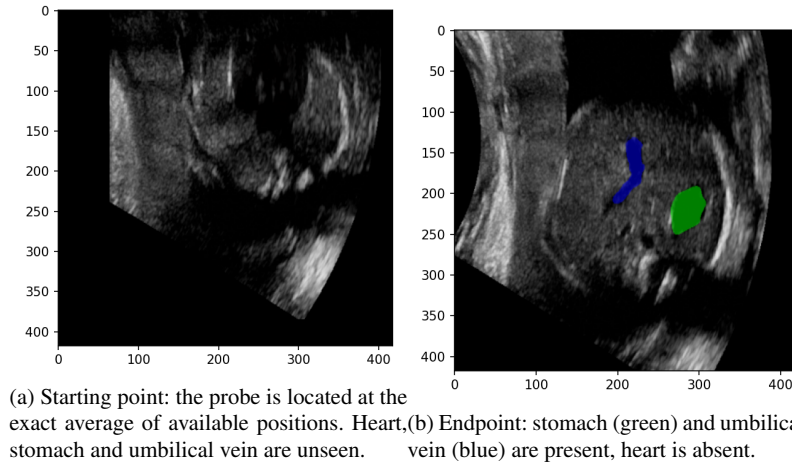 0
50
100
150
200
250
300
350
400
0 100 200 300 400
(a) Starting point: the probe is located at the
exact average of available positions. Heart,
stomach and umbilical vein are unseen.
0
50
100
150
200
250
300
350
400
0 100 200 300 400
(b) Endpoint: stomach (green) and umbilica
vein (blue) are present, heart is absent.